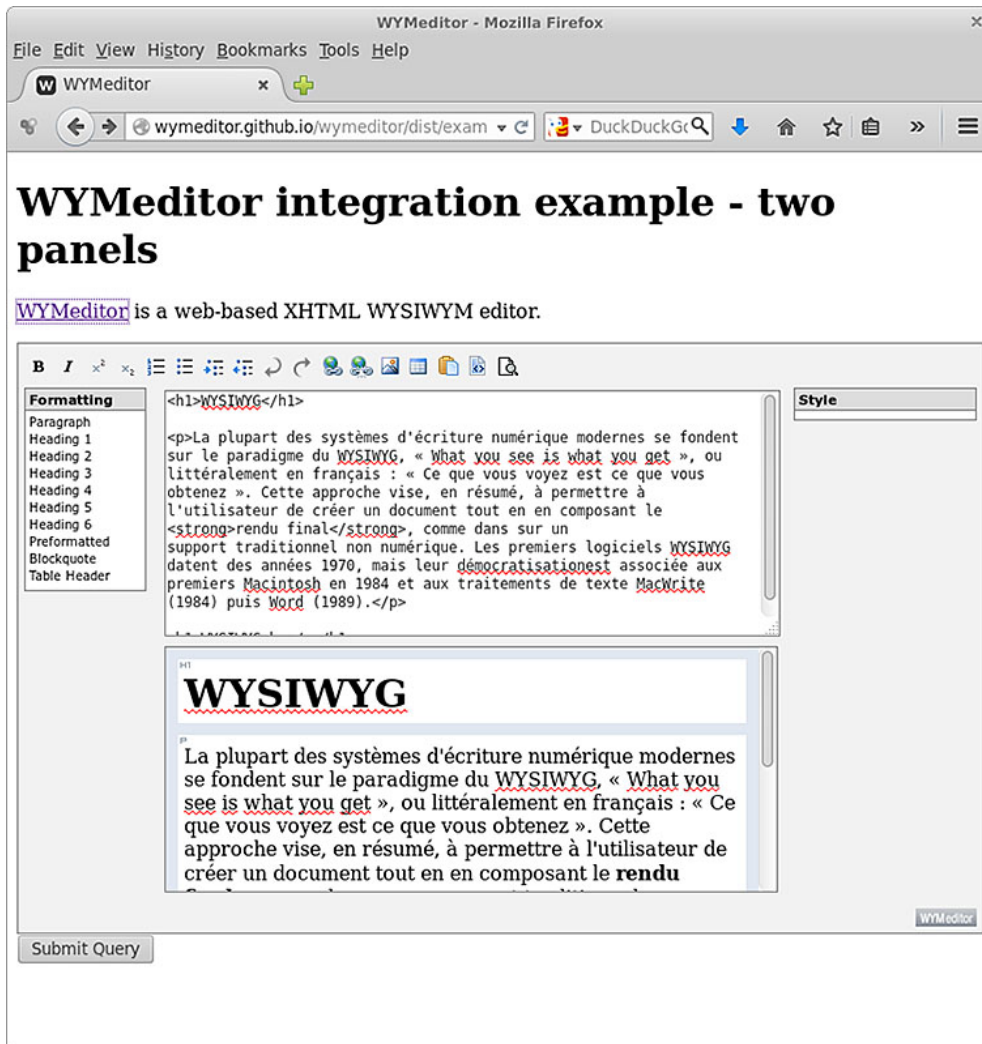 WYMeditor - Mozilla Firefox
File Edit View History Bookmarks Tools Help
WYMeditor
wymeditor.github.io/wymeditor/dist/exam
DuckDuckGo
WYMeditor integration example - two
panels
WYMeditor is a web-based XHTML WYSIWYM editor.
B I x² x₂
Formatting
Paragraph
Heading 1
Heading 2
Heading 3
Heading 4
Heading 5
Heading 6
Preformatted
Blockquote
Table Header
<h1>WYSIWYG</h1>
<p>La plupart des systèmes d'écriture numérique modernes se fondent
sur le paradigme du WYSIWYG, « What you see is what you get », ou
littéralement en français : « Ce que vous voyez est ce que vous
obtenez ». Cette approche vise, en résumé, à permettre à
l'utilisateur de créer un document tout en en composant le
<strong>rendu final</strong>, comme dans sur un
support traditionnel non numérique. Les premiers logiciels WYSIWYG
datent des années 1970, mais leur démocratisationest associée aux
premiers Macintosh en 1984 et aux traitements de texte MacWrite
(1984) puis Word (1989).</p>
Style
H1
WYSIWYG
P
La plupart des systèmes d'écriture numérique modernes
se fondent sur le paradigme du WYSIWYG, « What you
see is what you get », ou littéralement en français : « Ce
que vous voyez est ce que vous obtenez ». Cette
approche vise, en résumé, à permettre à l'utilisateur de
créer un document tout en en composant le rendu
WYMeditor
Submit Query